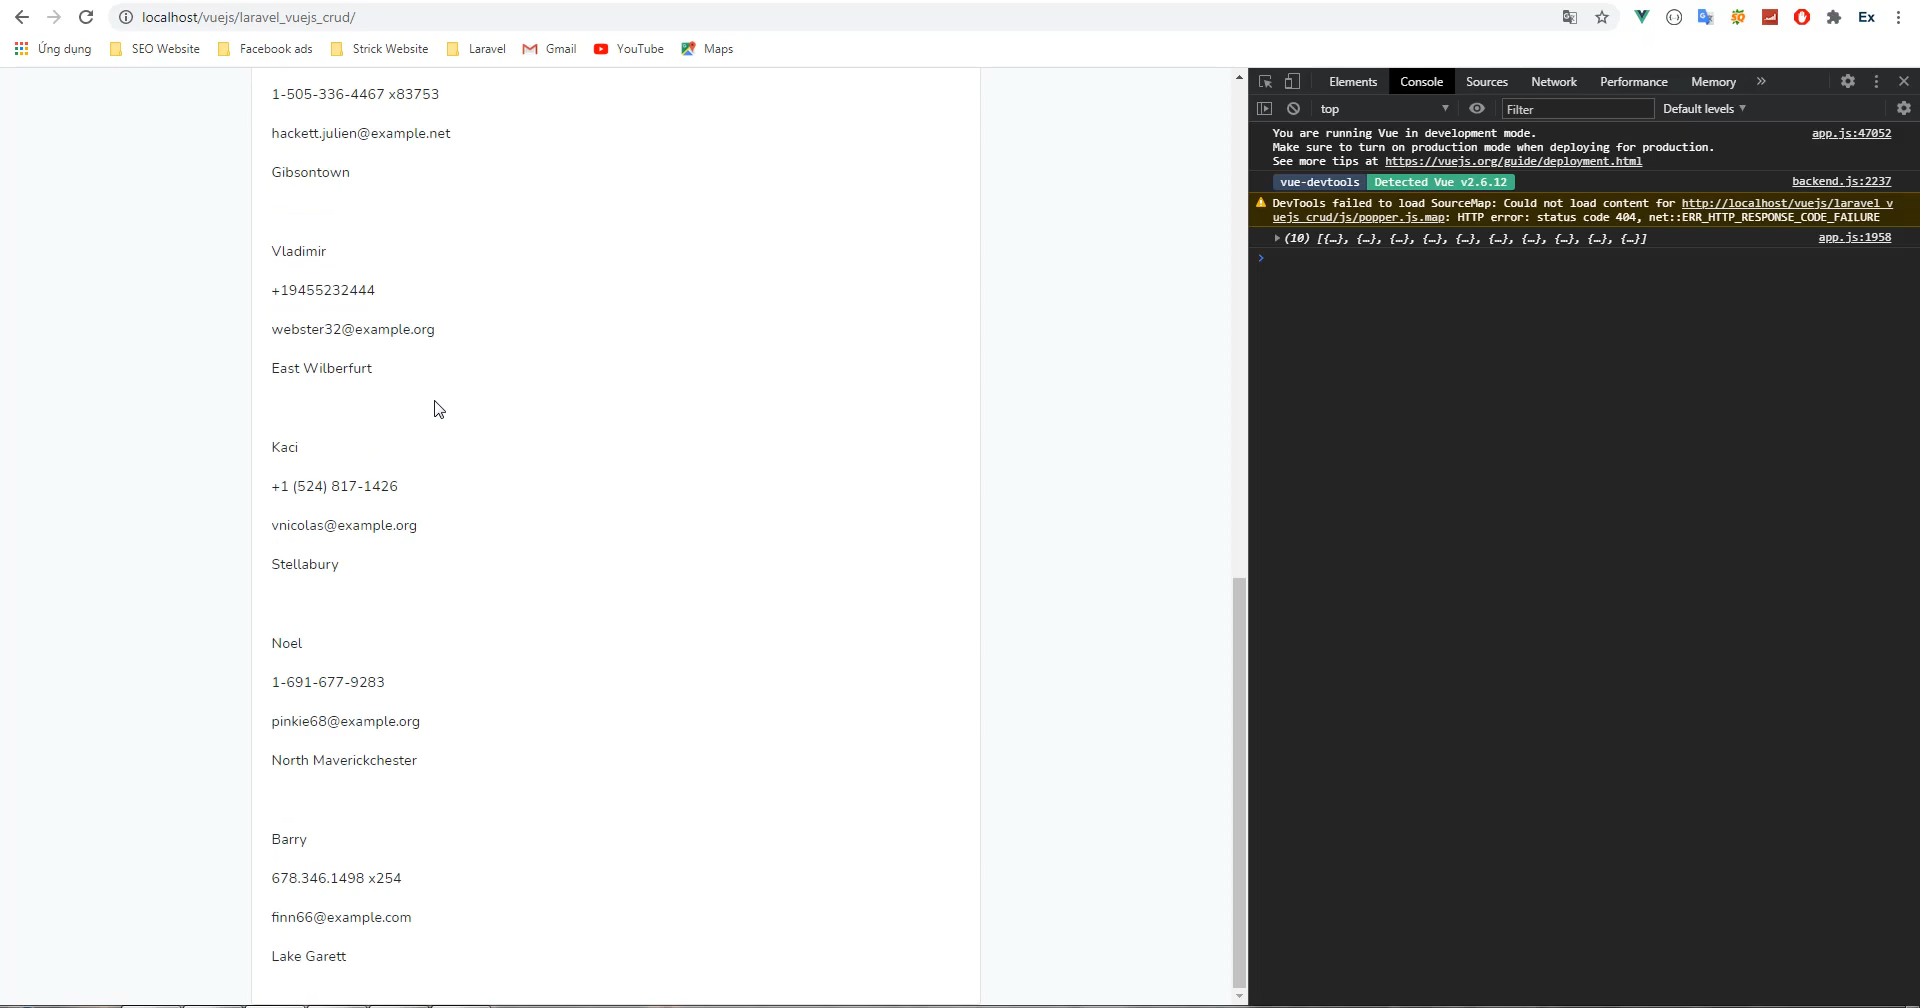 localhost/vuejs/laravel_vuejs_crud/
Ex
Ứng dụng SEO Website Facebook ads Strick Website Laravel Gmail YouTube Maps
1-505-336-4467 x83753
hackett.julien@example.net
Gibsontown
Vladimir
+19455232444
webster32@example.org
East Wilberfurt
Kaci
+1 (524) 817-1426
vnicolas@example.org
Stellabury
Noel
1-691-677-9283
pinkie68@example.org
North Maverickchester
Barry
678.346.1498 x254
finn66@example.com
Lake Garett
Elements Console Sources Network Performance Memory »
top Filter Default levels
You are running Vue in development mode. app.js:47052
Make sure to turn on production mode when deploying for production.
See more tips at https://vuejs.org/guide/deployment.html
vue-devtools Detected Vue v2.6.12 backend.js:2237
DevTools failed to load SourceMap: Could not load content for http://localhost/vuejs/laravel_v
uejs_crud/js/popper.js.map: HTTP error: status code 404, net::ERR_HTTP_RESPONSE_CODE_FAILURE
(10) [{…}, {…}, {…}, {…}, {…}, {…}, {…}, {…}, {…}, {…}] app.js:1958